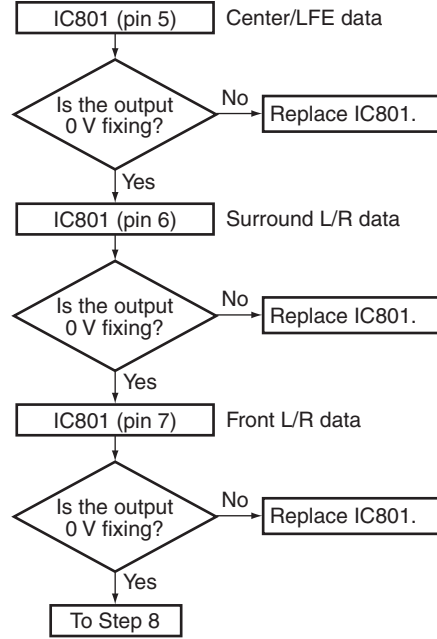 IC801 (pin 5) Center/LFE data
Is the output
0 V fixing?
No
Replace IC801.
Yes
IC801 (pin 6) Surround L/R data
Is the output
0 V fixing?
No
Replace IC801.
Yes
IC801 (pin 7) Front L/R data
Is the output
0 V fixing?
No
Replace IC801.
Yes
To Step 8